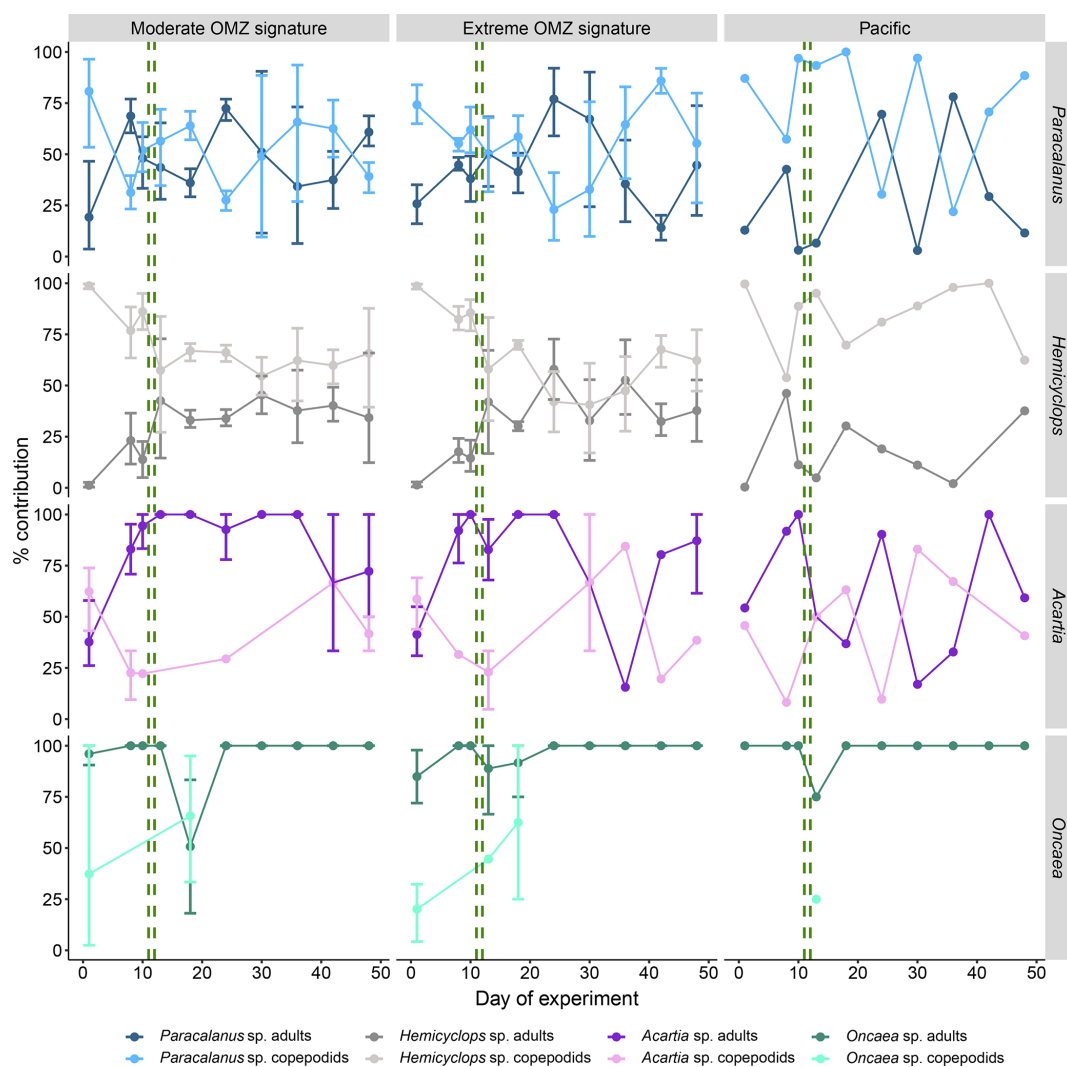 Moderate OMZ signature
Extreme OMZ signature
Pacific
100
75
50
25
0
Paracalanus
100
75
50
25
0
Hemicyclops
100
75
50
25
0
Acartia
100
75
50
25
0
Oncaea
% contribution
0 10 20 30 40 50
0 10 20 30 40 50
0 10 20 30 40 50
Day of experiment
Paracalanus sp. adults
Hemicyclops sp. adults
Acartia sp. adults
Oncaea sp. adults
Paracalanus sp. copepodids
Hemicyclops sp. copepodids
Acartia sp. copepodids
Oncaea sp. copepodids